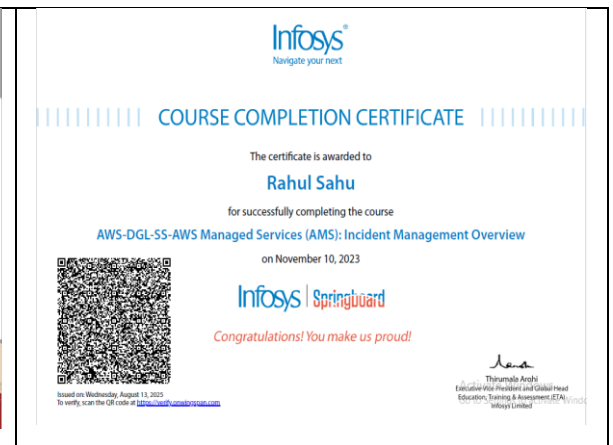 Infosys®
Navigate your next
COURSE COMPLETION CERTIFICATE
The certificate is awarded to
Rahul Sahu
for successfully completing the course
AWS-DGL-SS-AWS Managed Services (AMS): Incident Management Overview
on November 10, 2023
Infosys | Springboard
Congratulations! You make us proud!
Thirumala Arohi
Executive Vice President and Global Head
Education, Training & Assessment (ETA)
Infosys Limited
Issued on: Wednesday, August 13, 2025
To verify, scan the QR code at https://verify.onwingspan.com